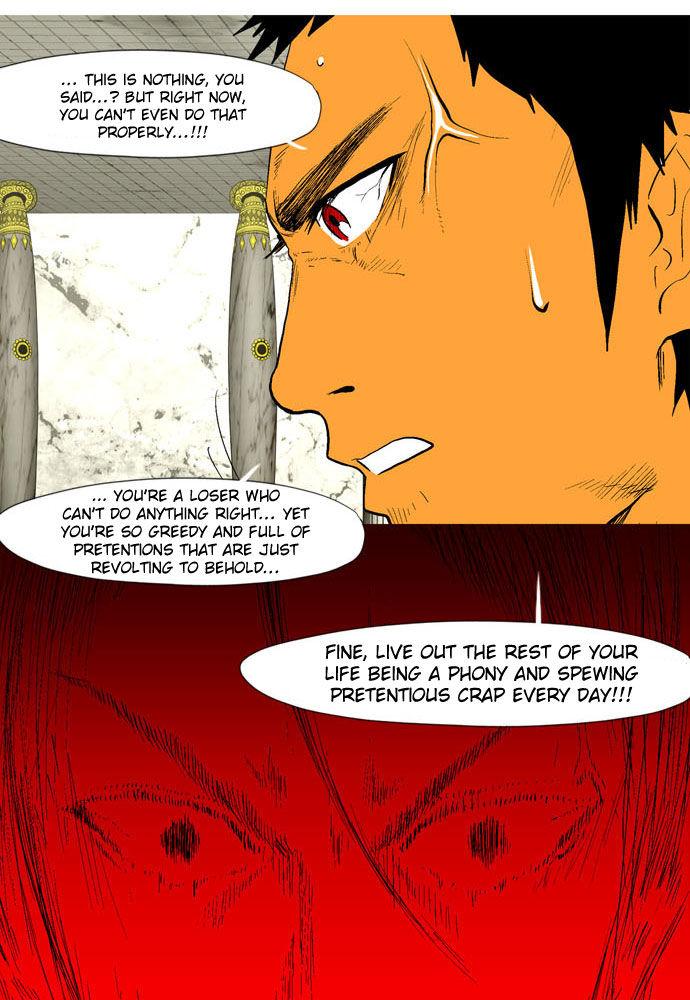 ... THIS IS NOTHING, YOU
SAID...? BUT RIGHT NOW,
YOU CAN'T EVEN DO THAT
PROPERLY...!!!
... YOU'RE A LOSER WHO
CAN'T DO ANYTHING RIGHT... YET
YOU'RE SO GREEDY AND FULL OF
PRETENTIONS THAT ARE JUST
REVOLTING TO BEHOLD...
FINE, LIVE OUT THE REST OF YOUR
LIFE BEING A PHONY AND SPEWING
PRETENTIOUS CRAP EVERY DAY!!!